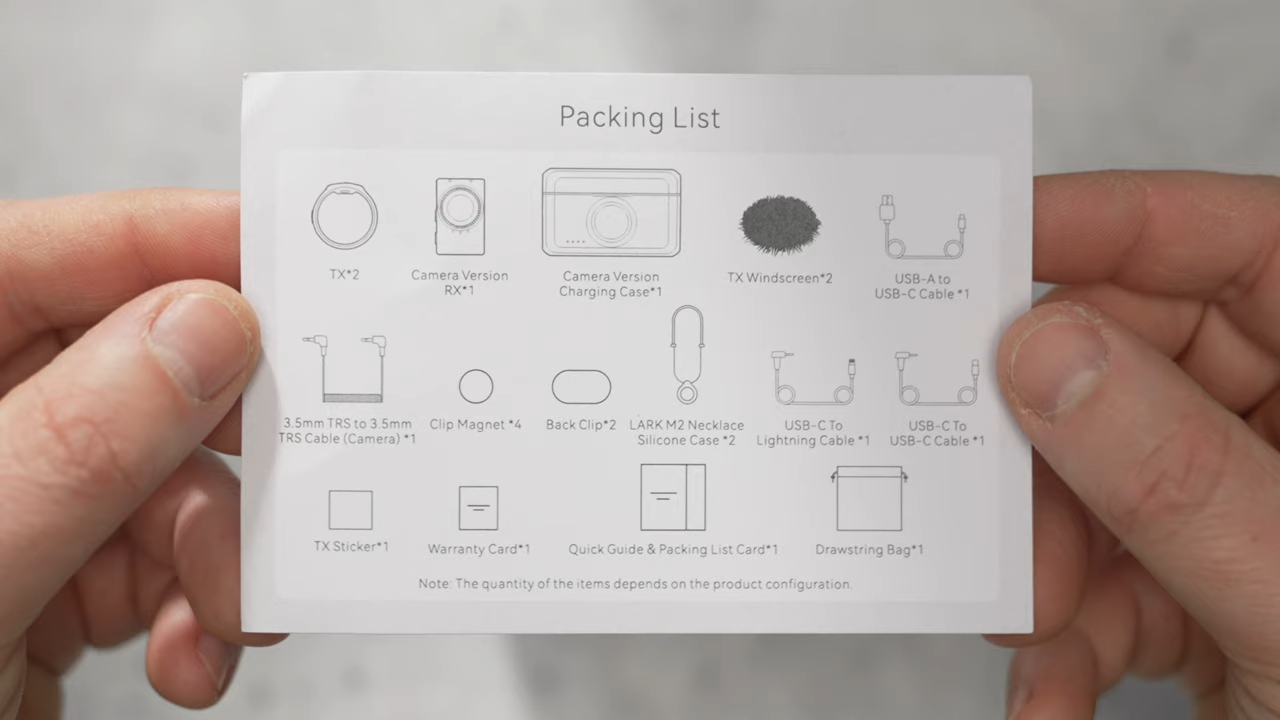 Packing List
TX*2
Camera Version
RX*1
Camera Version
Charging Case*1
TX Windscreen*2
USB-A to
USB-C Cable *1
3.5mm TRS to 3.5mm
TRS Cable (Camera) *1
Clip Magnet *4
Back Clip*2
LARK M2 Necklace
Silicone Case *2
USB-C To
Lightning Cable *1
USB-C To
USB-C Cable *1
TX Sticker*1
Warranty Card*1
Quick Guide & Packing List Card*1
Drawstring Bag*1
Note: The quantity of the items depends on the product configuration.